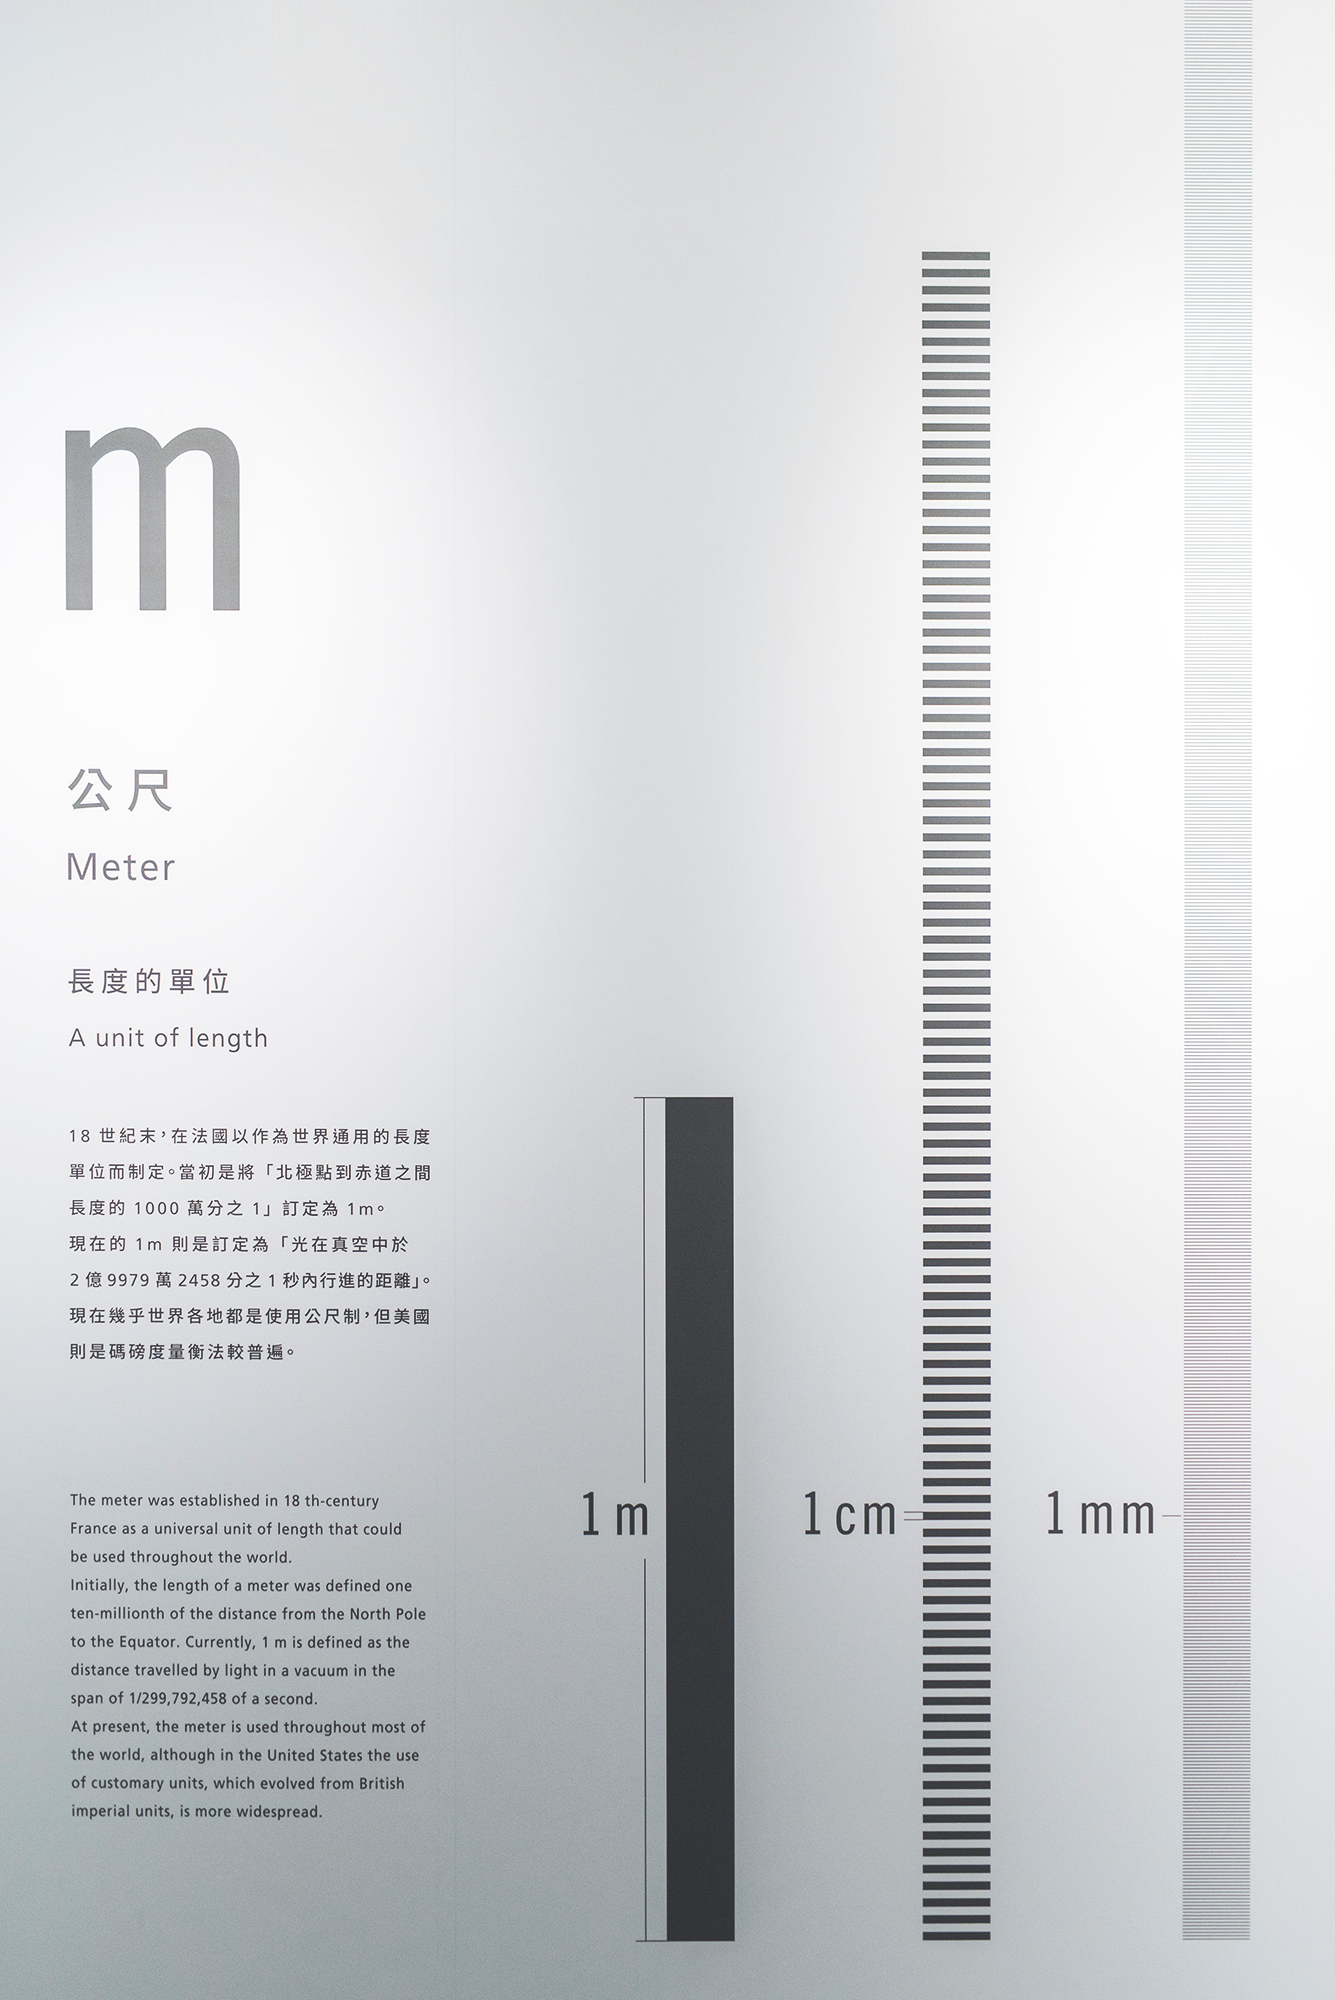 m
公尺
Meter
長度的單位
A unit of length
18 世紀末，在法國以作為世界通用的長度
單位而制定。當初是將「北極點到赤道之間
長度的 1000 萬分之 1」訂定為 1m。
現在的 1m 則是訂定為「光在真空中於
2 億 9979 萬 2458 分之 1 秒內行進的距離」。
現在幾乎世界各地都是使用公尺制，但美國
則是碼磅度量衡法較普遍。
The meter was established in 18 th-century
France as a universal unit of length that could
be used throughout the world.
Initially, the length of a meter was defined one
ten-millionth of the distance from the North Pole
to the Equator. Currently, 1 m is defined as the
distance travelled by light in a vacuum in the
span of 1/299,792,458 of a second.
At present, the meter is used throughout most of
the world, although in the United States the use
of customary units, which evolved from British
imperial units, is more widespread.
1 m
1 cm
1 mm